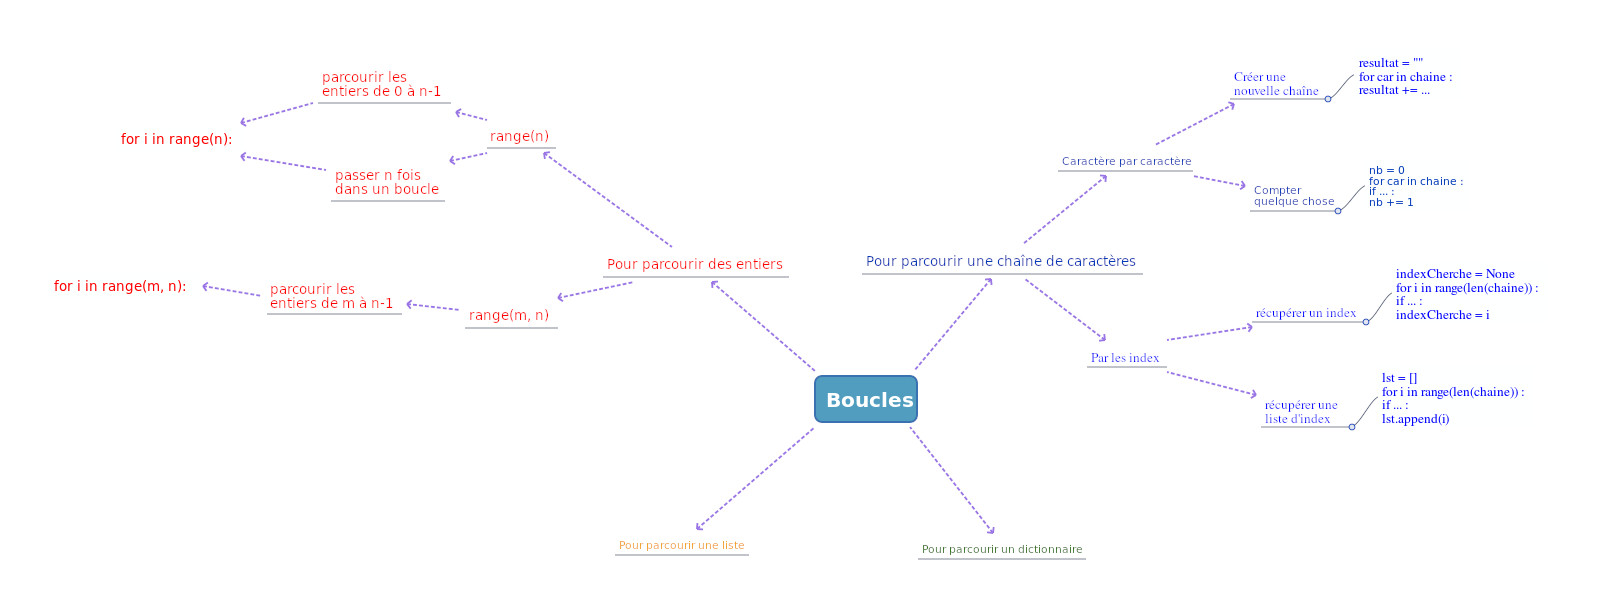 parcourir les
entiers de 0 à n-1
for i in range(n):
range(n)
passer n fois
dans un boucle
Pour parcourir des entiers
for i in range(m, n):
parcourir les
entiers de m à n-1
range(m, n)
Créer une
nouvelle chaîne
resultat = ""
for car in chaine :
resultat += ...
Caractère par caractère
Compter
quelque chose
nb = 0
for car in chaine :
if ... :
nb += 1
Pour parcourir une chaîne de caractères
indexCherche = None
for i in range(len(chaine)) :
if ... :
indexCherche = i
récupérer un index
Par les index
lst = []
for i in range(len(chaine)) :
if ... :
lst.append(i)
récupérer une
liste d'index
Boucles
Pour parcourir une liste
Pour parcourir un dictionnaire